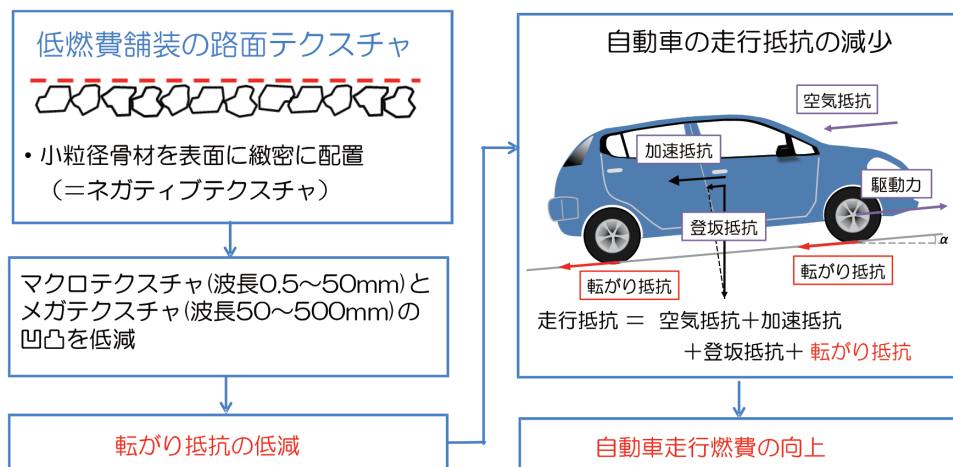 低燃費舗装の路面テクスチャ
・小粒径骨材を表面に緻密に配置
（＝ネガティブテクスチャ）
マクロテクスチャ(波長0.5〜50mm)と
メガテクスチャ(波長50〜500mm)の
凹凸を低減
転がり抵抗の低減
自動車の走行抵抗の減少
空気抵抗
加速抵抗
駆動力
登坂抵抗
α
転がり抵抗
転がり抵抗
走行抵抗 ＝ 空気抵抗＋加速抵抗
＋登坂抵抗＋ 転がり抵抗
自動車走行燃費の向上